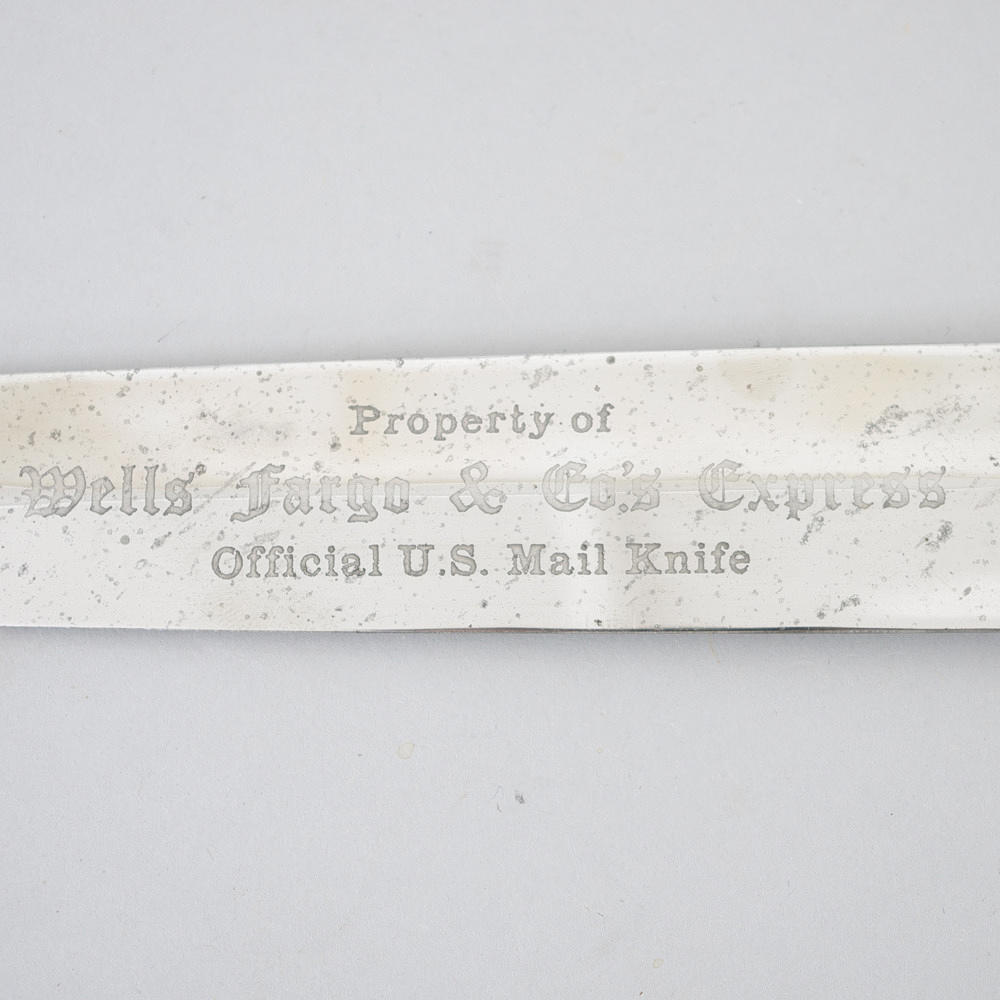 Property of
Wells Fargo & Co.'s Express
Official U.S. Mail Knife